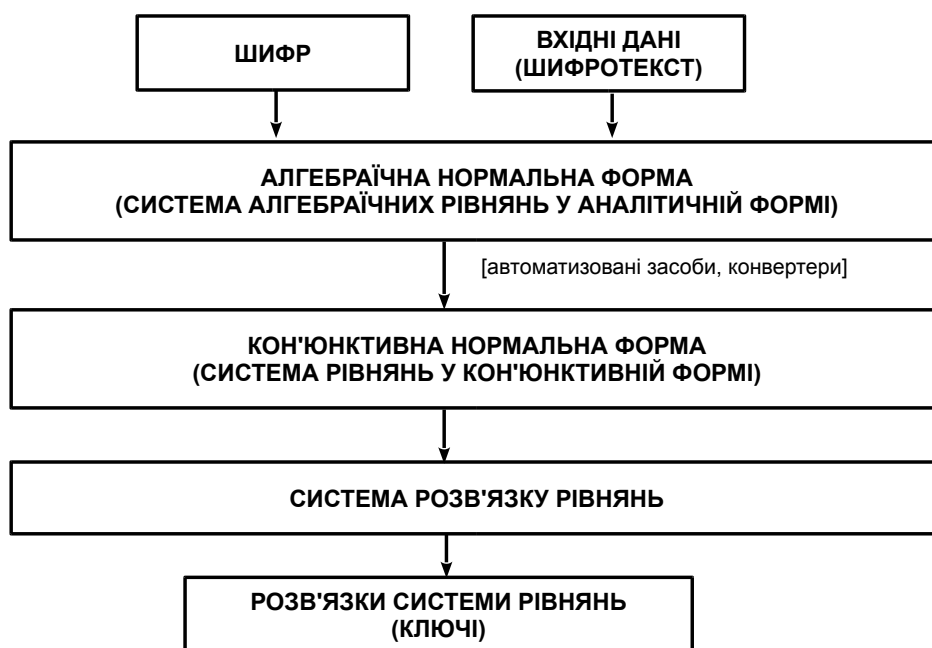 ШИФР
ВХІДНІ ДАНІ
(ШИФРОТЕКСТ)
АЛГЕБРАЇЧНА НОРМАЛЬНА ФОРМА
(СИСТЕМА АЛГЕБРАЇЧНИХ РІВНЯНЬ У АНАЛІТИЧНІЙ ФОРМІ)
[автоматизовані засоби, конвертери]
КОН'ЮНКТИВНА НОРМАЛЬНА ФОРМА
(СИСТЕМА РІВНЯНЬ У КОН'ЮНКТИВНІЙ ФОРМІ)
СИСТЕМА РОЗВ'ЯЗКУ РІВНЯНЬ
РОЗВ'ЯЗКИ СИСТЕМИ РІВНЯНЬ
(КЛЮЧІ)